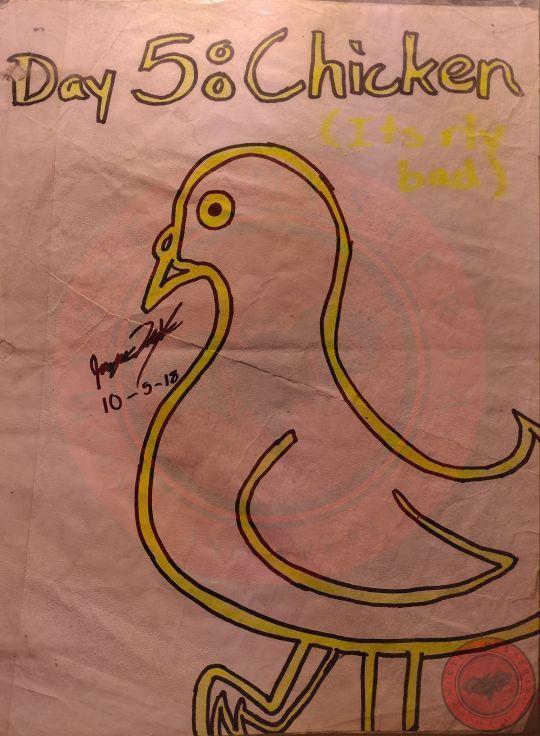 Day 5: Chicken
(Its rly
bad)
10-5-18